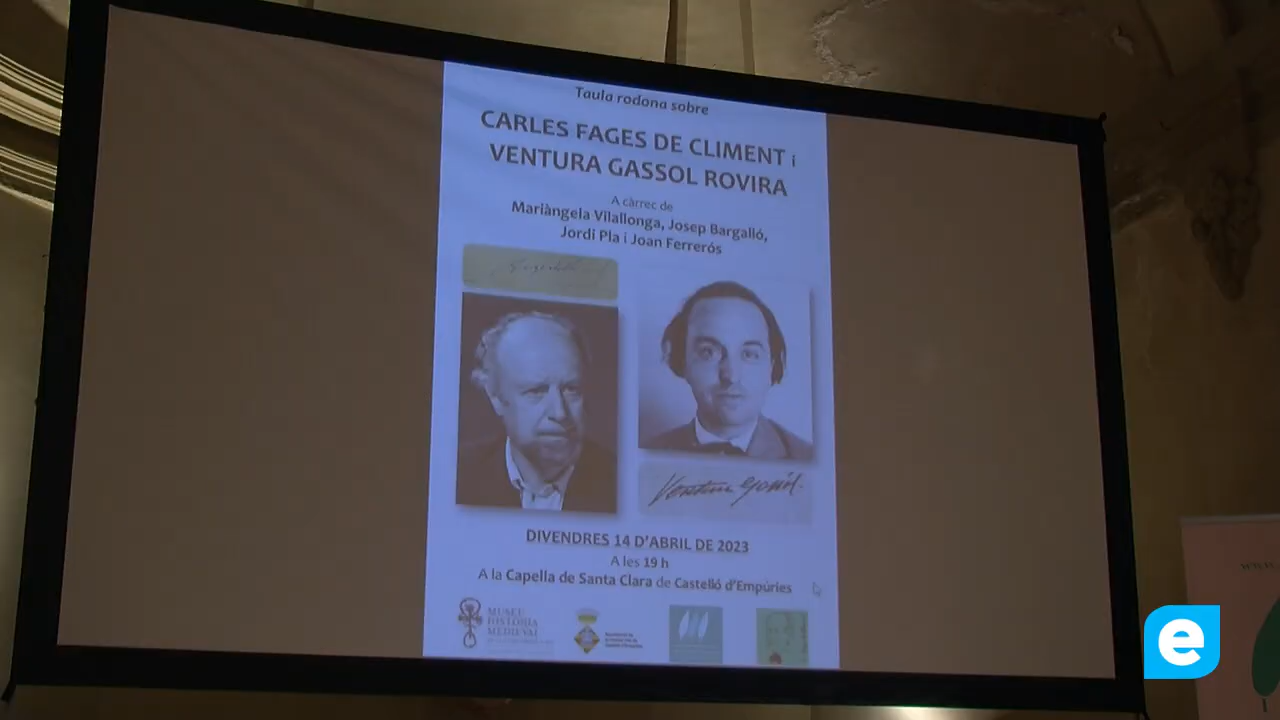 Taula rodona sobre
CARLES FAGES DE CLIMENT i
VENTURA GASSOL ROVIRA
A càrrec de
Mariàngela Vilallonga, Josep Bargalló,
Jordi Pla i Joan Ferrerós
Ventura Gassol
DIVENDRES 14 D'ABRIL DE 2023
A les 19 h
A la Capella de Santa Clara de Castelló d'Empúries
MUSEU
HISTÒRIA
MEDIEVAL
e